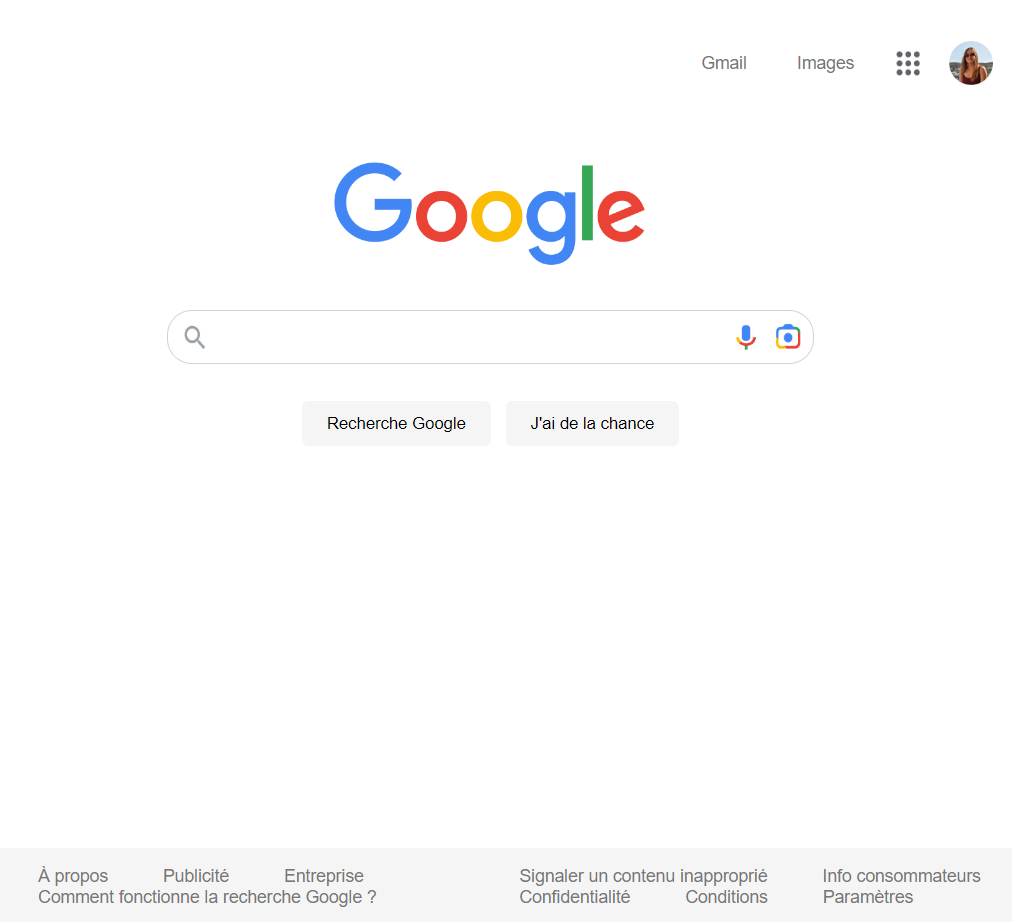 Gmail Images
Google
Recherche Google J'ai de la chance
À propos Publicité Entreprise Signaler un contenu inapproprié Info consommateurs
Comment fonctionne la recherche Google ? Confidentialité Conditions Paramètres